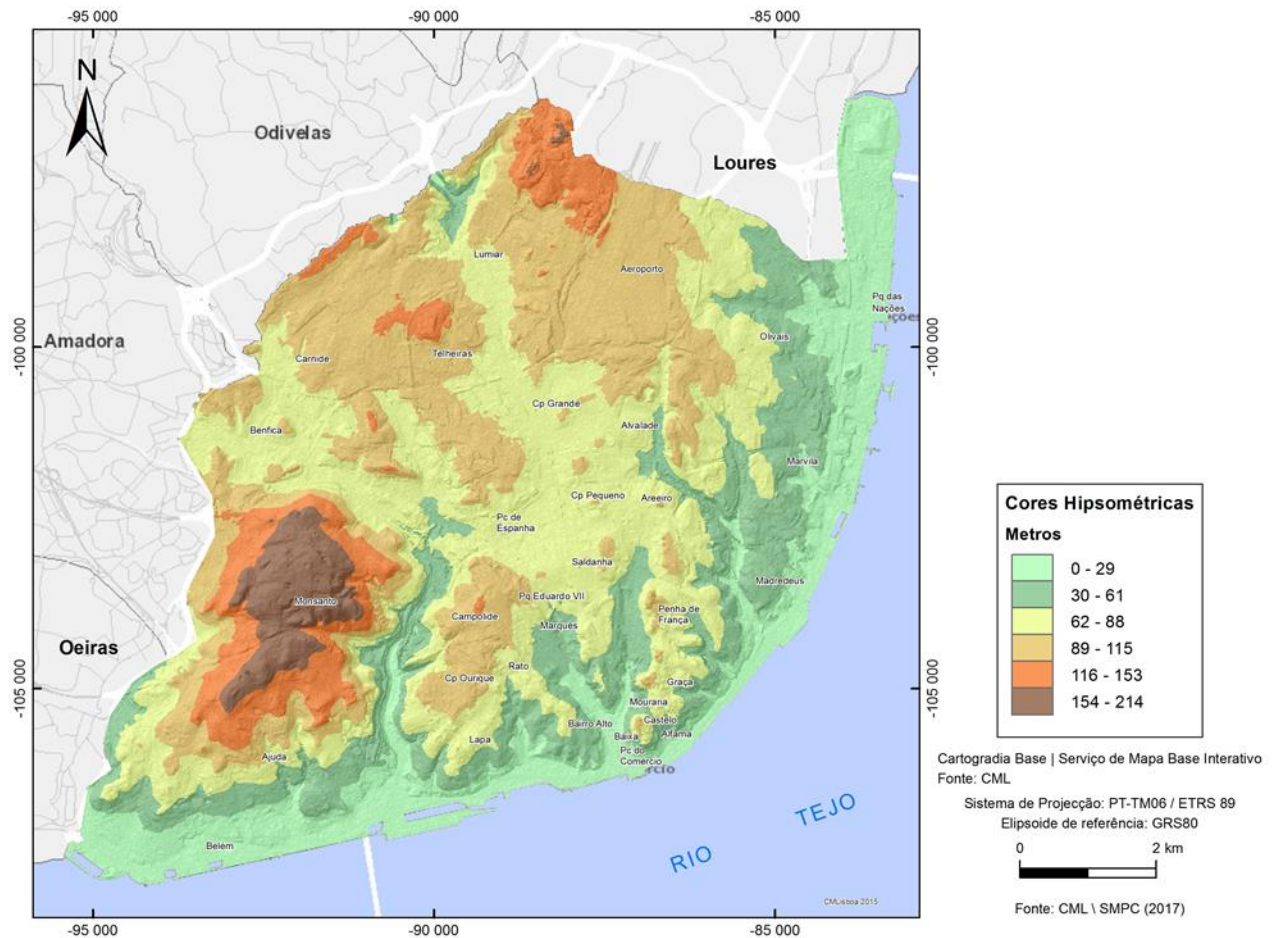 -95 000
-90 000
-85 000
N
Odivelas
Loures
Lumiar
Aeroporto
Pq das
Nações
ções
-100 000
-100 000
Amadora
Olivais
Carnide
Telheiras
Cp Grande
Benfica
Alvalade
Marvila
Cp Pequeno
Areeiro
Pc de
Espanha
Saldanha
Madredeus
Monsanto
Pq Eduardo VII
Campolide
Marquês
Penha de
França
Oeiras
Rato
Cp Ourique
Graça
-105 000
-105 000
Mouraria
Bairro Alto
Castelo
Baixa
Alfama
Lapa
Pc do
Comercio
rcio
Ajuda
TEJO
RIO
Belem
CMLisboa 2015
-95 000
-90 000
-85 000
Cores Hipsométricas
Metros
0 - 29
30 - 61
62 - 88
89 - 115
116 - 153
154 - 214
Cartogradia Base | Serviço de Mapa Base Interativo
Fonte: CML
Sistema de Projecção: PT-TM06 / ETRS 89
Elipsoide de referência: GRS80
0 2 km
Fonte: CML \ SMPC (2017)